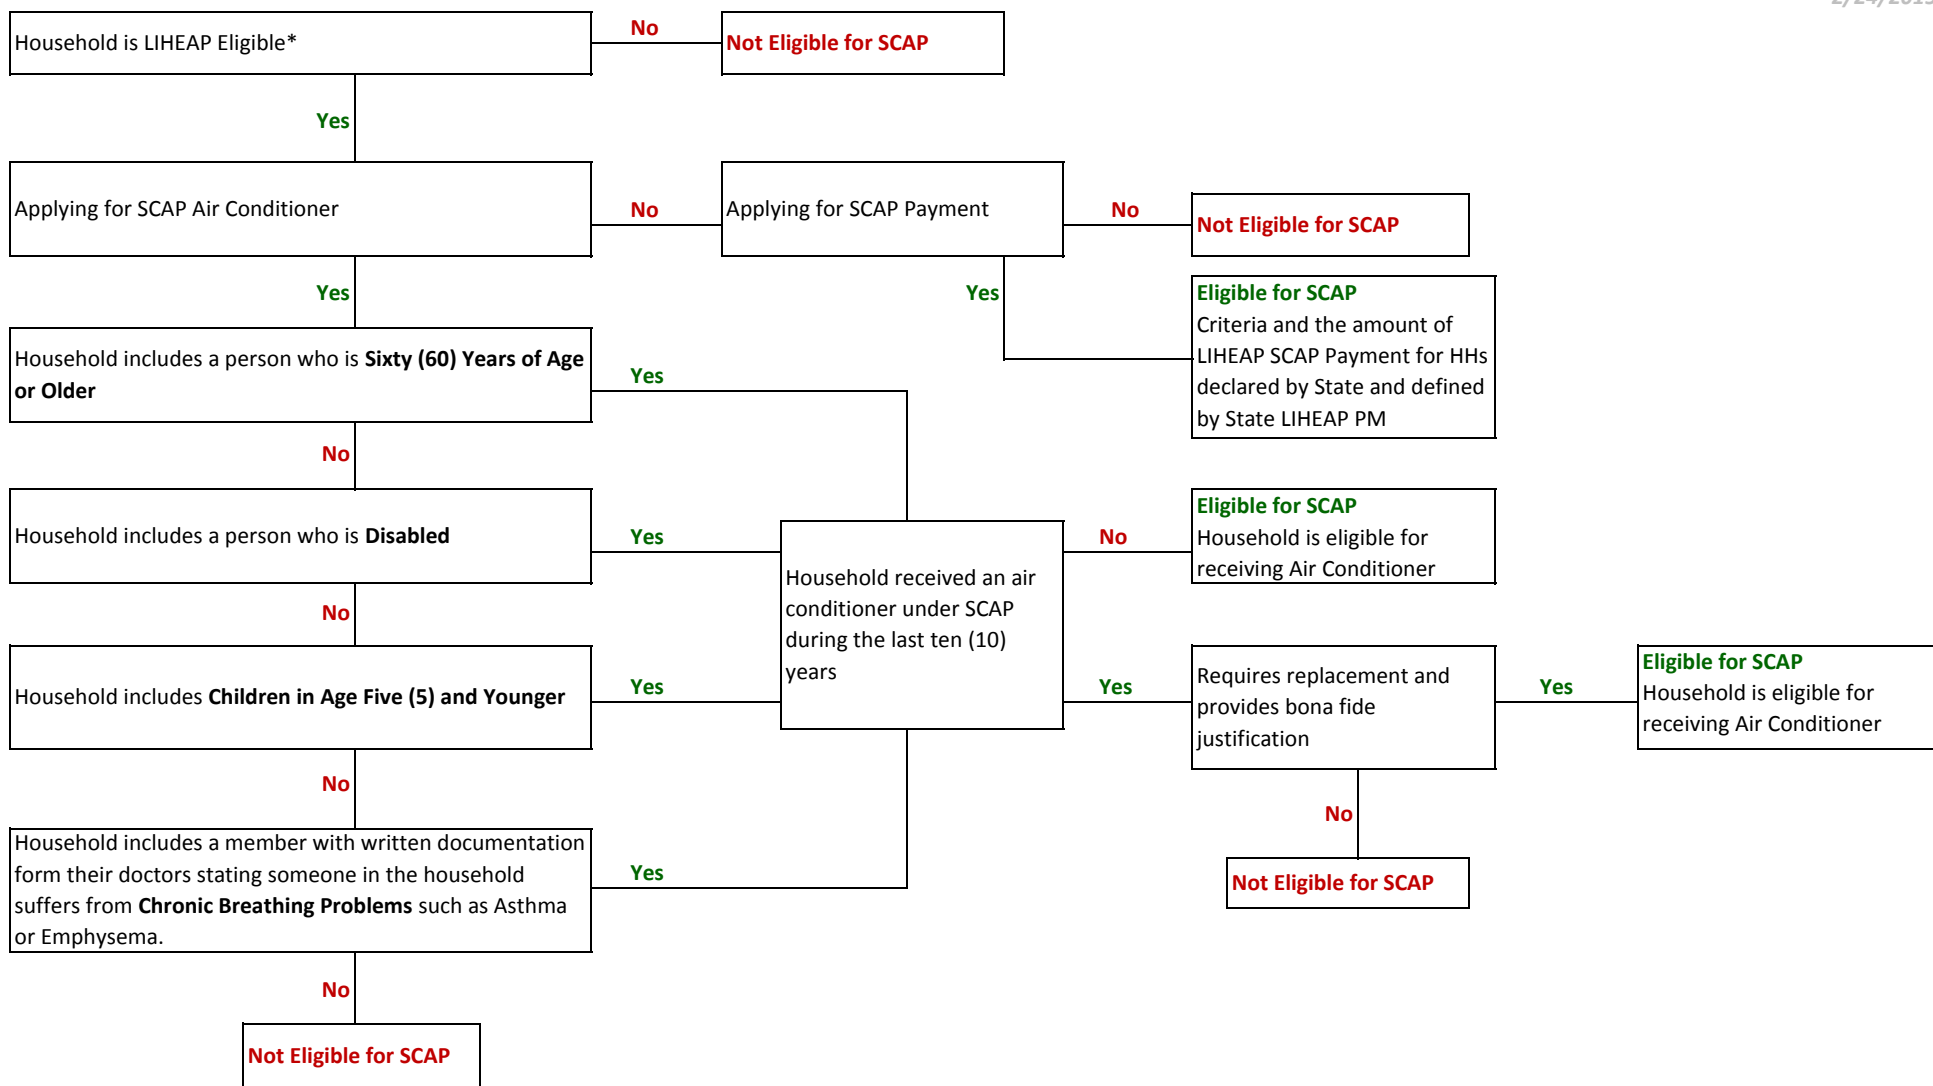 Household is LIHEAP Eligible*
No
Not Eligible for SCAP
Yes
Applying for SCAP Air Conditioner
No
Applying for SCAP Payment
No
Not Eligible for SCAP
Yes
Yes
Eligible for SCAP
Criteria and the amount of
LIHEAP SCAP Payment for HHs
declared by State and defined
by State LIHEAP PM
Household includes a person who is Sixty (60) Years of Age
or Older
Yes
No
Household includes a person who is Disabled
Yes
Household received an air
conditioner under SCAP
during the last ten (10)
years
No
Eligible for SCAP
Household is eligible for
receiving Air Conditioner
No
Household includes Children in Age Five (5) and Younger
Yes
Yes
Requires replacement and
provides bona fide
justification
Yes
Eligible for SCAP
Household is eligible for
receiving Air Conditioner
No
No
Not Eligible for SCAP
Household includes a member with written documentation
form their doctors stating someone in the household
suffers from Chronic Breathing Problems such as Asthma
or Emphysema.
Yes
No
Not Eligible for SCAP